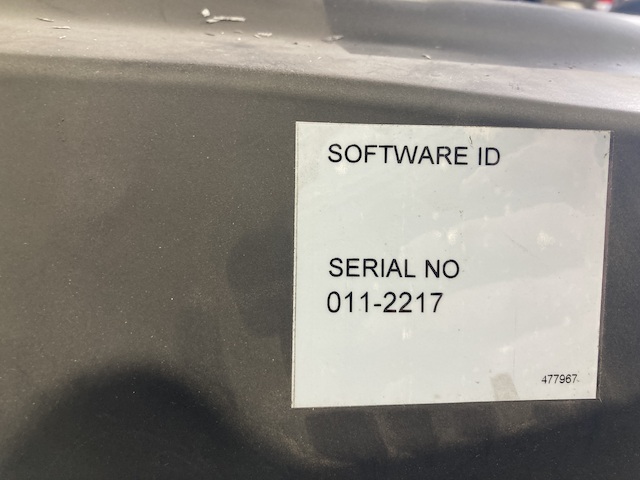 SOFTWARE ID
SERIAL NO
011-2217
477967